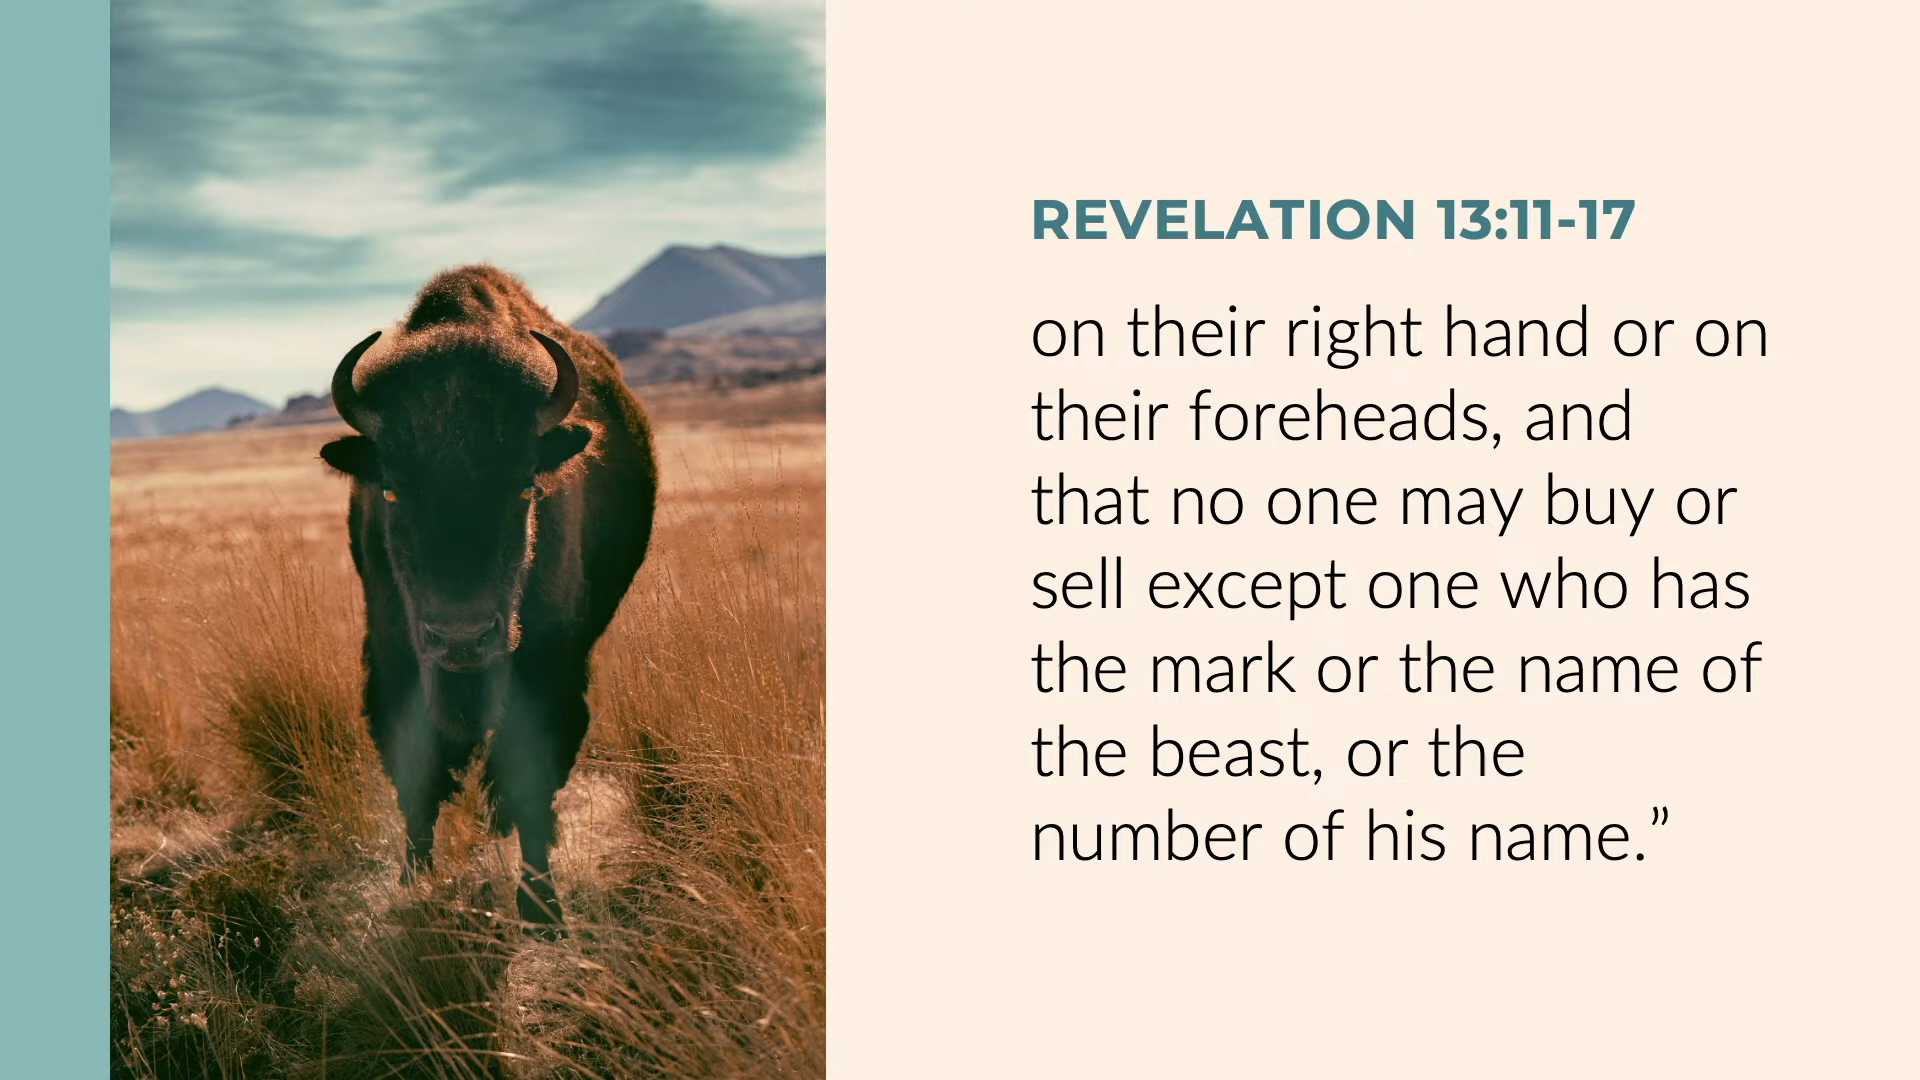 REVELATION 13:11-17
on their right hand or on
their foreheads, and
that no one may buy or
sell except one who has
the mark or the name of
the beast, or the
number of his name.”